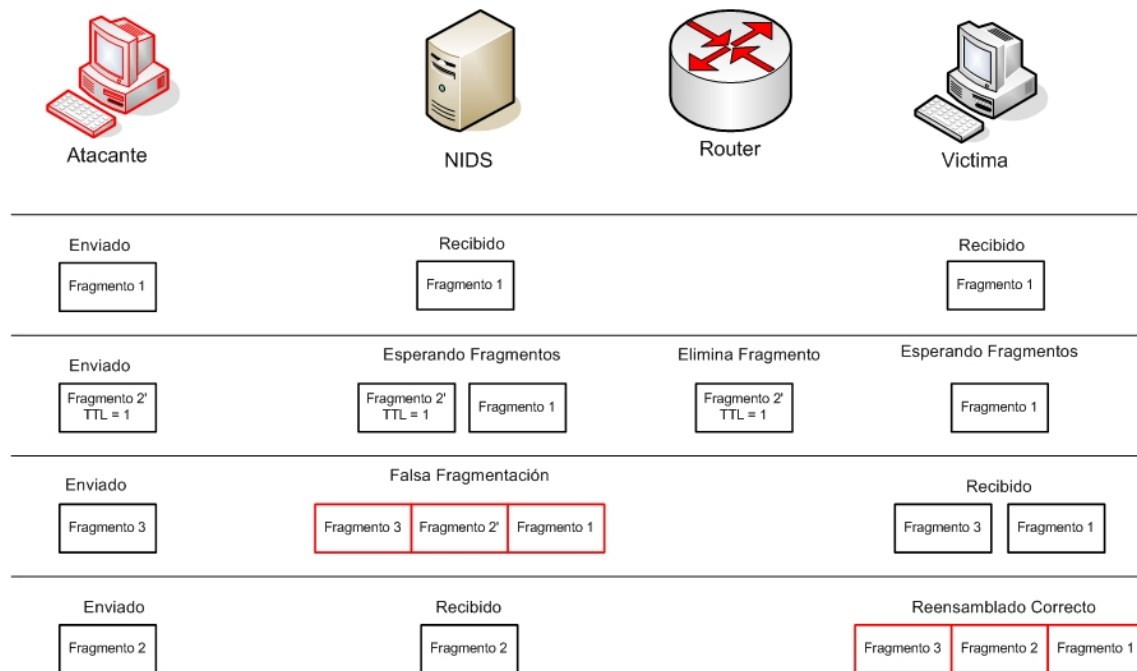 Atacante
NIDS
Router
Victima
Enviado
Recibido
Recibido
Fragmento 1
Fragmento 1
Fragmento 1
Enviado
Esperando Fragmentos
Elimina Fragmento
Esperando Fragmentos
Fragmento 2'
TTL = 1
Fragmento 2'
TTL = 1
Fragmento 1
Fragmento 2'
TTL = 1
Fragmento 1
Enviado
Falsa Fragmentación
Recibido
Fragmento 3
Fragmento 3
Fragmento 2'
Fragmento 1
Fragmento 3
Fragmento 1
Enviado
Recibido
Reensamblado Correcto
Fragmento 2
Fragmento 2
Fragmento 3
Fragmento 2
Fragmento 1